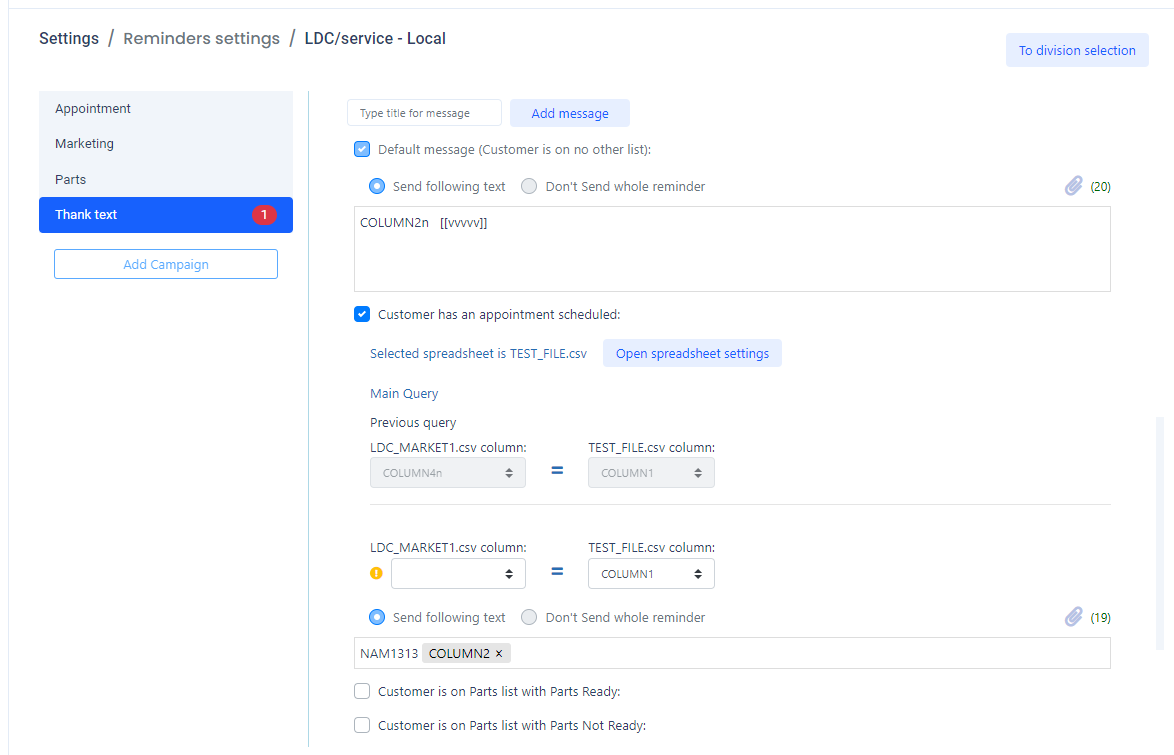 Settings / Reminders settings / LDC/service - Local
To division selection
Appointment
Marketing
Parts
Thank text 1
Add Campaign
Type title for message Add message
Default message (Customer is on no other list):
Send following text Don't Send whole reminder (20)
COLUMN2n [[vvvvv]]
Customer has an appointment scheduled:
Selected spreadsheet is TEST_FILE.csv Open spreadsheet settings
Main Query
Previous query
LDC_MARKET1.csv column: TEST_FILE.csv column:
COLUMN4n = COLUMN1
LDC_MARKET1.csv column: TEST_FILE.csv column:
! = COLUMN1
Send following text Don't Send whole reminder (19)
NAM1313 COLUMN2 ×
Customer is on Parts list with Parts Ready:
Customer is on Parts list with Parts Not Ready: